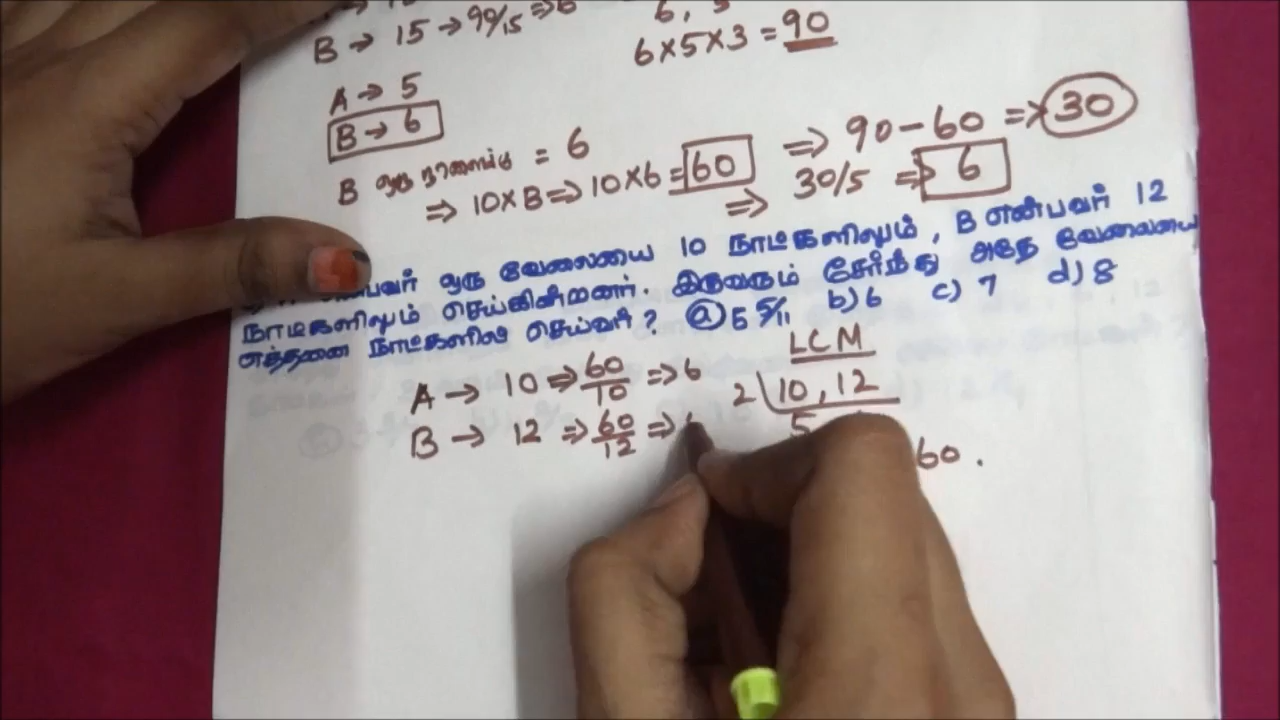 B → 15 → 90/15 ⇒ 6
6 × 5 × 3 = 90
A → 5
B → 6
B ஒரு நாளைக்கு = 6
⇒ 90 - 60 ⇒ 30
⇒ 10 × B ⇒ 10 × 6 = 60
⇒ 30/5 ⇒ 6
ஒரு வேலையை 10 நாட்களிலும், B என்பவர் 12
நாட்களிலும் செய்கின்றனர். இருவரும் சேர்ந்து அதே வேலையை
எத்தனை நாட்களில் செய்வர்? a) 5 5/11 b) 6 c) 7 d) 8
LCM
A → 10 ⇒ 60/10 ⇒ 6
2 | 10, 12
B → 12 ⇒ 60/12 ⇒
5
60.